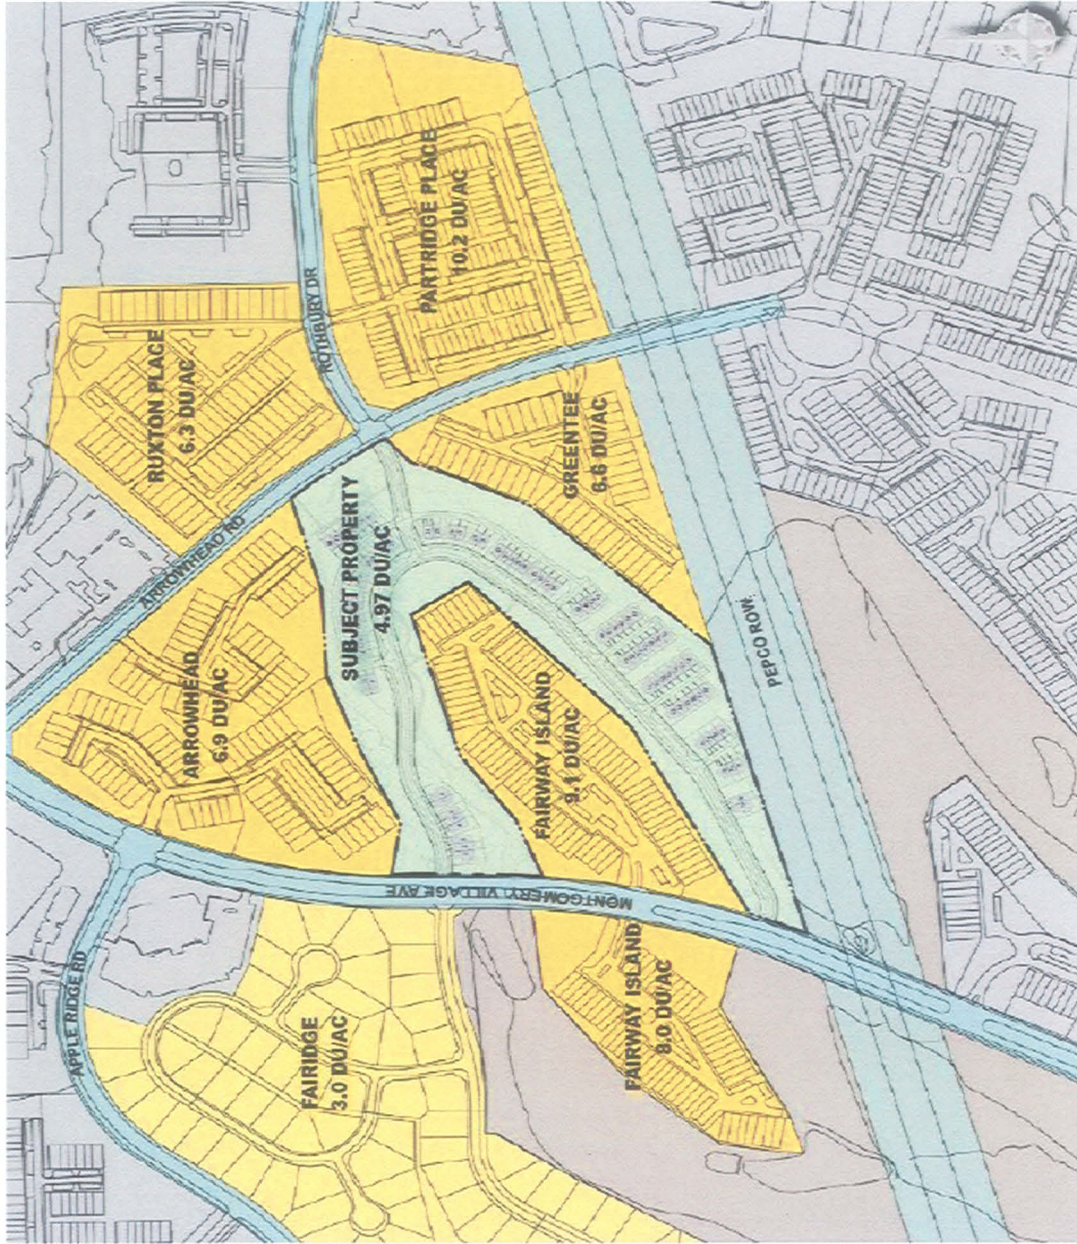 PARTRIDGE PLACE
10.2 DU/AC
ROTHBURY DR
RUXTON PLACE
6.3 DU/AC
GREENTEE
6.6 DU/AC
SUBJECT PROPERTY
4.97 DU/AC
ARROWHEAD RD
ARROWHEAD
6.9 DU/AC
PEPCO ROW.
FAIRWAY ISLAND
9.1 DU/AC
MONTGOMERY VILLAGE AVE
FAIRWAY ISLAND
8.0 DU/AC
APPLE RIDGE RD
FAIRIDGE
3.0 DU/AC